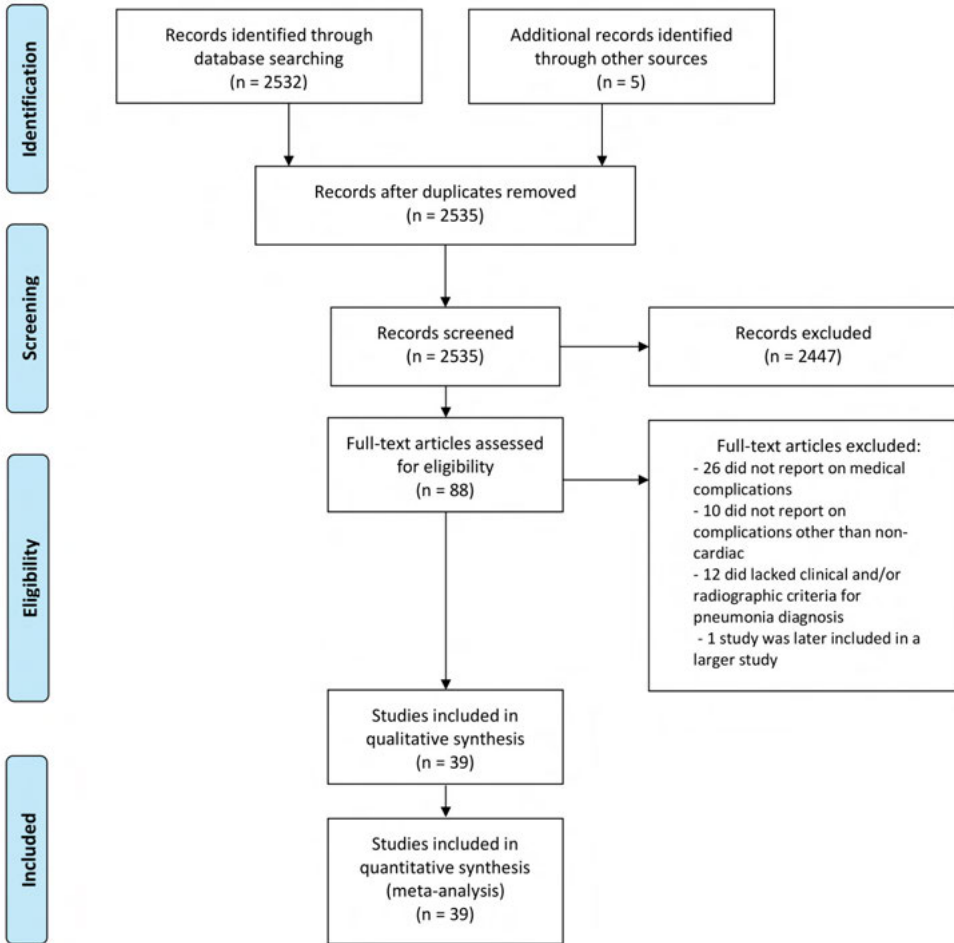 Identification
Records identified through
database searching
(n = 2532)
Additional records identified
through other sources
(n = 5)
Records after duplicates removed
(n = 2535)
Screening
Records screened
(n = 2535)
Records excluded
(n = 2447)
Eligibility
Full-text articles assessed
for eligibility
(n = 88)
Full-text articles excluded:
- 26 did not report on medical
complications
- 10 did not report on
complications other than non-
cardiac
- 12 did lacked clinical and/or
radiographic criteria for
pneumonia diagnosis
- 1 study was later included in a
larger study
Studies included in
qualitative synthesis
(n = 39)
Included
Studies included in
quantitative synthesis
(meta-analysis)
(n = 39)